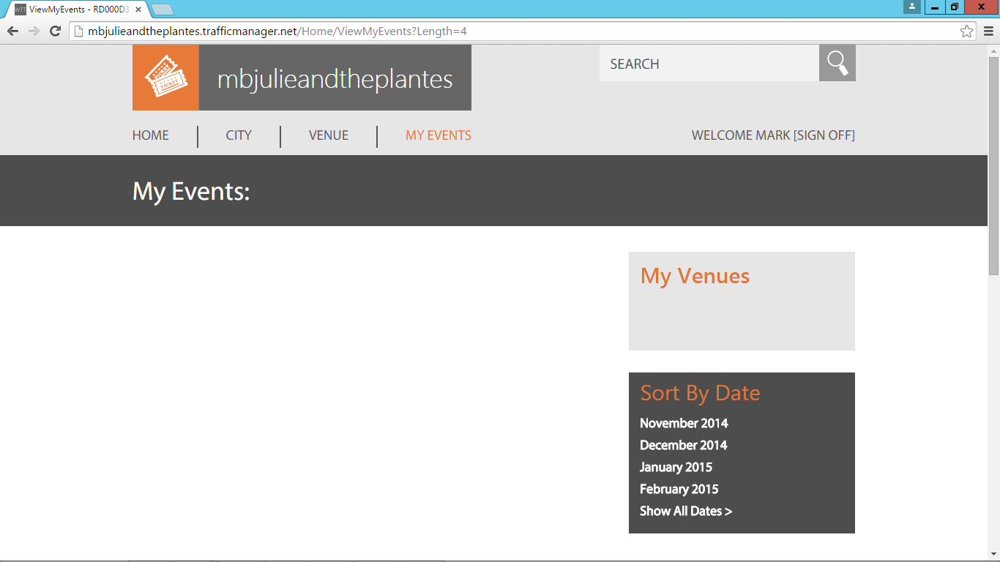 WTT ViewMyEvents - RD000D3
mbjulieandtheplantes.trafficmanager.net/Home/ViewMyEvents?Length=4
TICKET
mbjulieandtheplantes
SEARCH
HOME
CITY
VENUE
MY EVENTS
WELCOME MARK [SIGN OFF]
My Events:
My Venues
Sort By Date
November 2014
December 2014
January 2015
February 2015
Show All Dates >